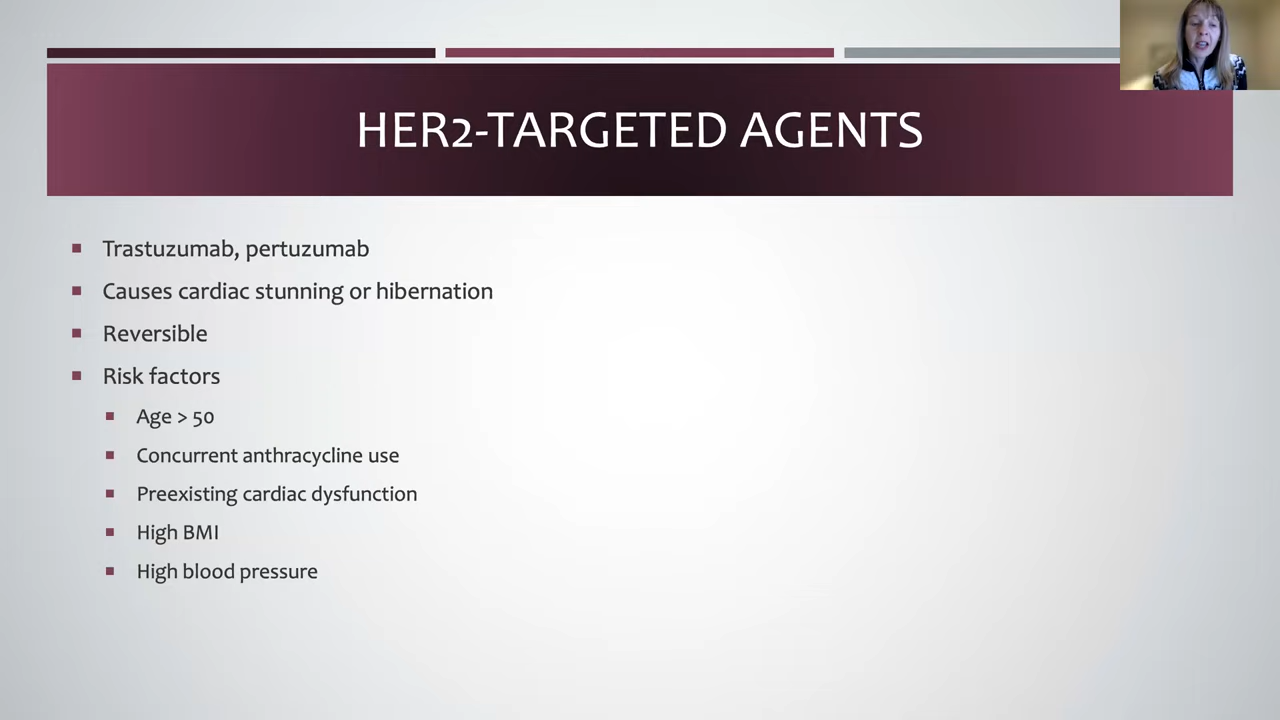 HER2-TARGETED AGENTS
Trastuzumab, pertuzumab
Causes cardiac stunning or hibernation
Reversible
Risk factors
Age > 50
Concurrent anthracycline use
Preexisting cardiac dysfunction
High BMI
High blood pressure